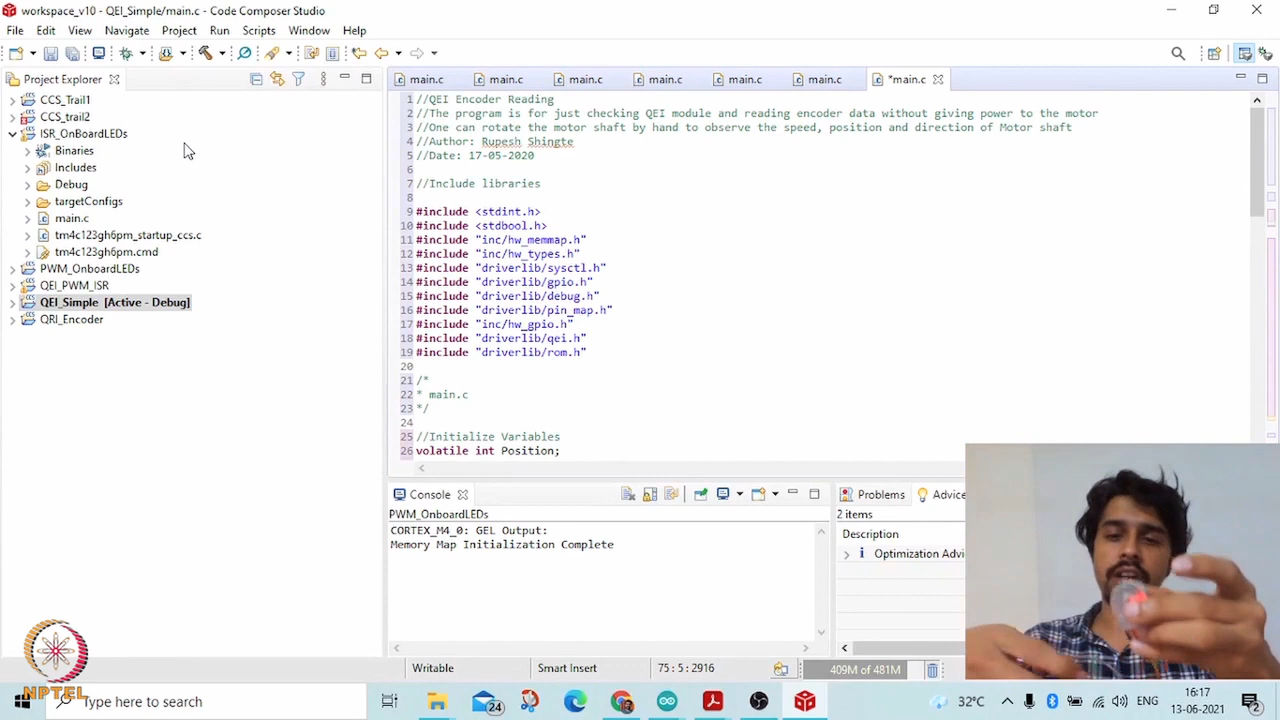 workspace_v10 - QEI_Simple/main.c - Code Composer Studio
File Edit View Navigate Project Run Scripts Window Help
Project Explorer
CCS_Trail1
CCS_trail2
ISR_OnBoardLEDs
Binaries
Includes
Debug
targetConfigs
main.c
tm4c123gh6pm_startup_ccs.c
tm4c123gh6pm.cmd
PWM_OnboardLEDs
QEI_PWM_ISR
QEI_Simple [Active - Debug]
QRI_Encoder
main.c main.c main.c main.c main.c main.c *main.c
1 //QEI Encoder Reading
2 //The program is for just checking QEI module and reading encoder data without giving power to the motor
3 //One can rotate the motor shaft by hand to observe the speed, position and direction of Motor shaft
4 //Author: Rupesh Shingte
5 //Date: 17-05-2020
6
7 //Include libraries
8
9 #include <stdint.h>
10 #include <stdbool.h>
11 #include "inc/hw_memmap.h"
12 #include "inc/hw_types.h"
13 #include "driverlib/sysctl.h"
14 #include "driverlib/gpio.h"
15 #include "driverlib/debug.h"
16 #include "driverlib/pin_map.h"
17 #include "inc/hw_gpio.h"
18 #include "driverlib/qei.h"
19 #include "driverlib/rom.h"
20
21 /*
22 * main.c
23 */
24
25 //Initialize Variables
26 volatile int Position;
Console
PWM_OnboardLEDs
CORTEX_M4_0: GEL Output:
Memory Map Initialization Complete
Problems Advice
2 items
Description
Optimization Advi
Writable Smart Insert 75 : 5 : 2916 409M of 481M
NPTEL
Type here to search
24
32°C
ENG
16:17
13-06-2021
2